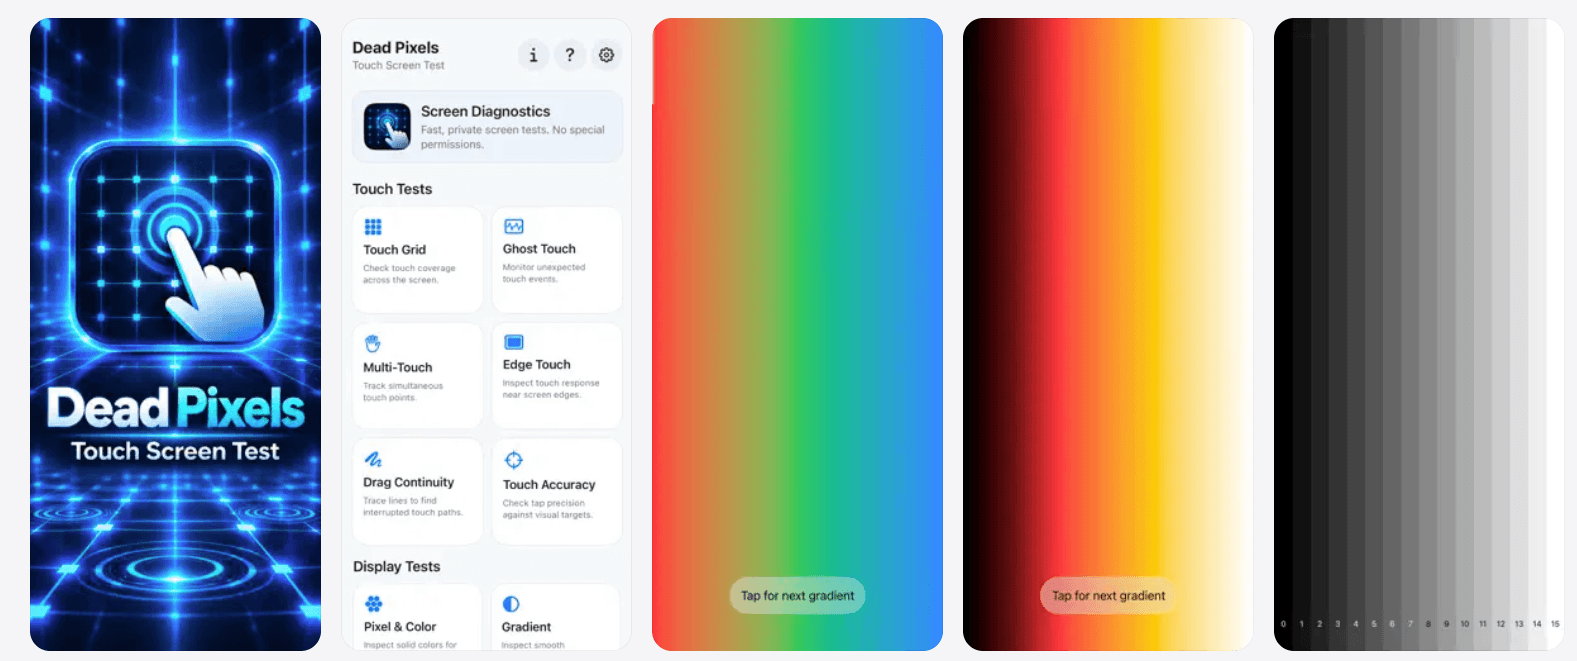 Dead Pixels
Touch Screen Test
Dead Pixels
Touch Screen Test
i
?
Screen Diagnostics
Fast, private screen tests. No special
permissions.
Touch Tests
Touch Grid
Check touch coverage
across the screen.
Ghost Touch
Monitor unexpected
touch events.
Multi-Touch
Track simultaneous
touch points.
Edge Touch
Inspect touch response
near screen edges.
Drag Continuity
Trace lines to find
interrupted touch paths.
Touch Accuracy
Check tap precision
against visual targets.
Display Tests
Pixel & Color
Inspect solid colors for
Gradient
Inspect smooth
Tap for next gradient
Tap for next gradient
0 1 2 3 4 5 6 7 8 9 10 11 12 13 14 15